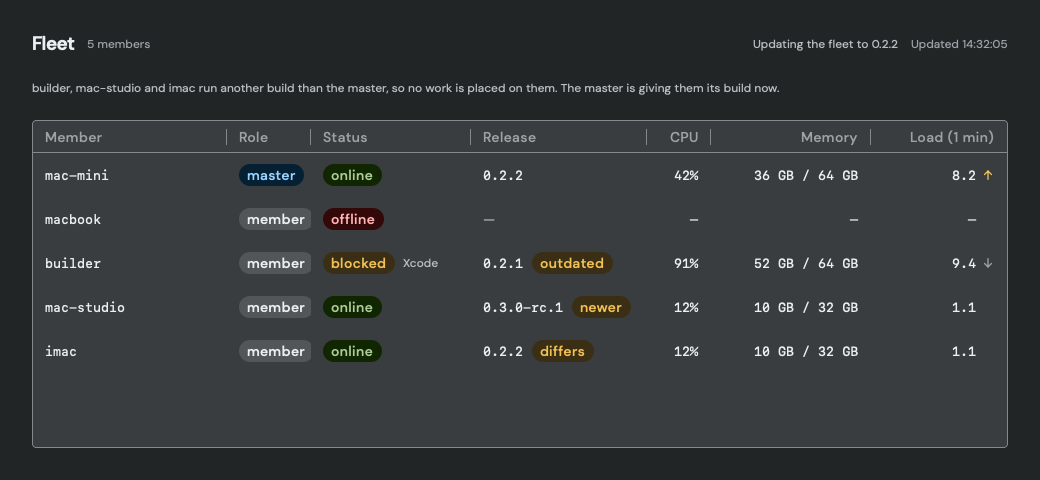 Fleet 5 members Updating the fleet to 0.2.2 Updated 14:32:05
builder, mac-studio and imac run another build than the master, so no work is placed on them. The master is giving them its build now.
Member Role Status Release CPU Memory Load (1 min)
mac-mini master online 0.2.2 42% 36 GB / 64 GB 8.2 ↑
macbook member offline — — — —
builder member blocked Xcode 0.2.1 outdated 91% 52 GB / 64 GB 9.4 ↓
mac-studio member online 0.3.0-rc.1 newer 12% 10 GB / 32 GB 1.1
imac member online 0.2.2 differs 12% 10 GB / 32 GB 1.1